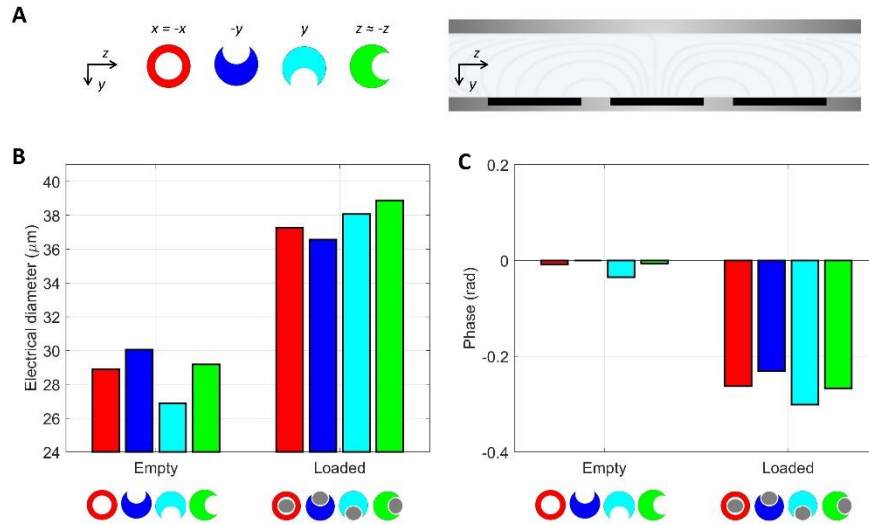 A
x = -x
-y
y
z ≈ -z
z
y
z
y
B
40
38
36
34
32
30
28
26
24
Electrical diameter (μm)
Empty
Loaded
C
0.2
0
-0.2
-0.4
Phase (rad)
Empty
Loaded